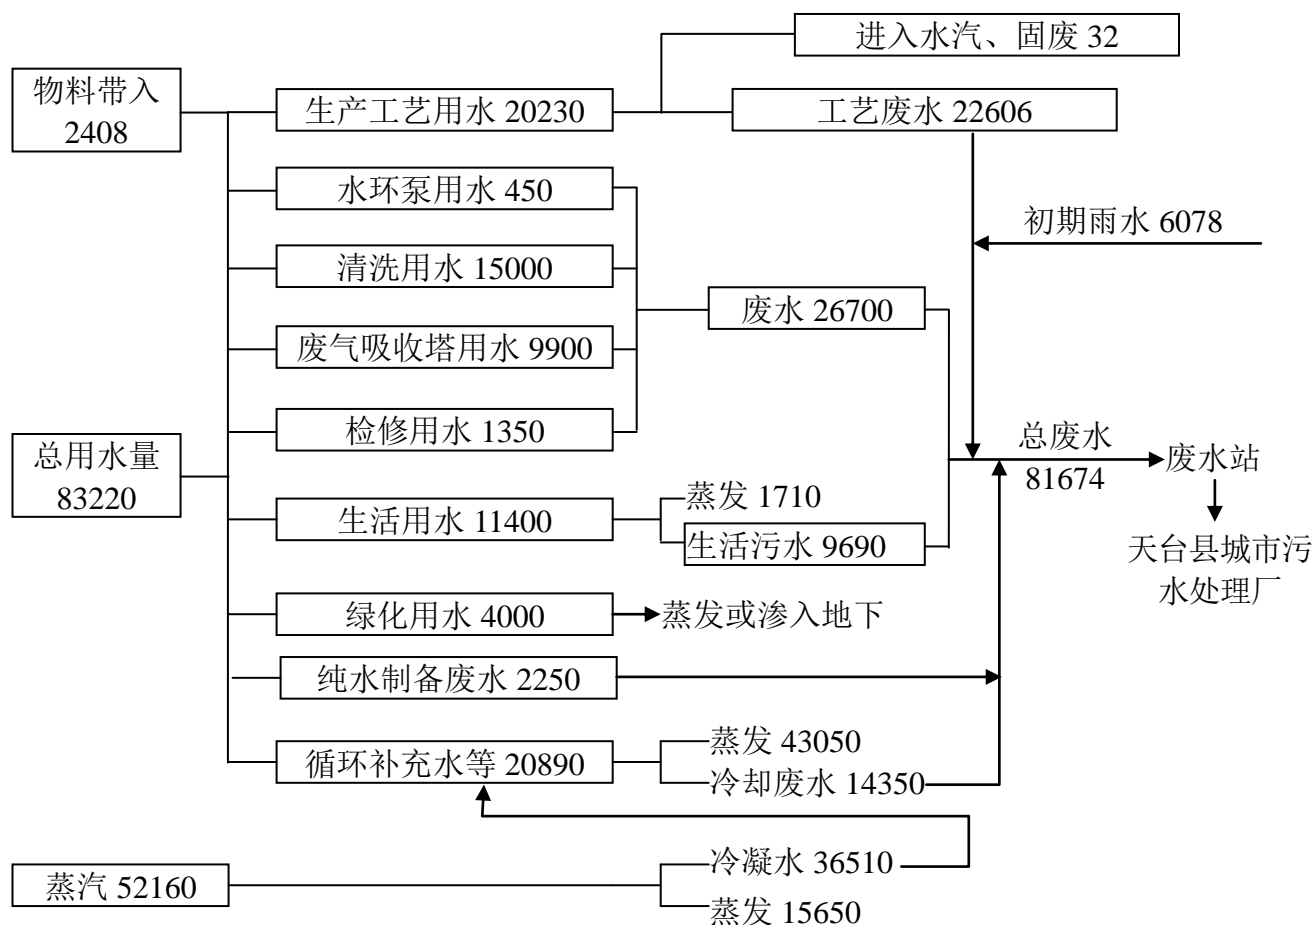 进入水汽、固废 32
物料带入
2408
生产工艺用水 20230
工艺废水 22606
水环泵用水 450
初期雨水 6078
清洗用水 15000
废水 26700
废气吸收塔用水 9900
检修用水 1350
总用水量
83220
总废水
81674
废水站
蒸发 1710
生活用水 11400
生活污水 9690
天台县城市污
水处理厂
绿化用水 4000
蒸发或渗入地下
纯水制备废水 2250
循环补充水等 20890
蒸发 43050
冷却废水 14350
冷凝水 36510
蒸汽 52160
蒸发 15650